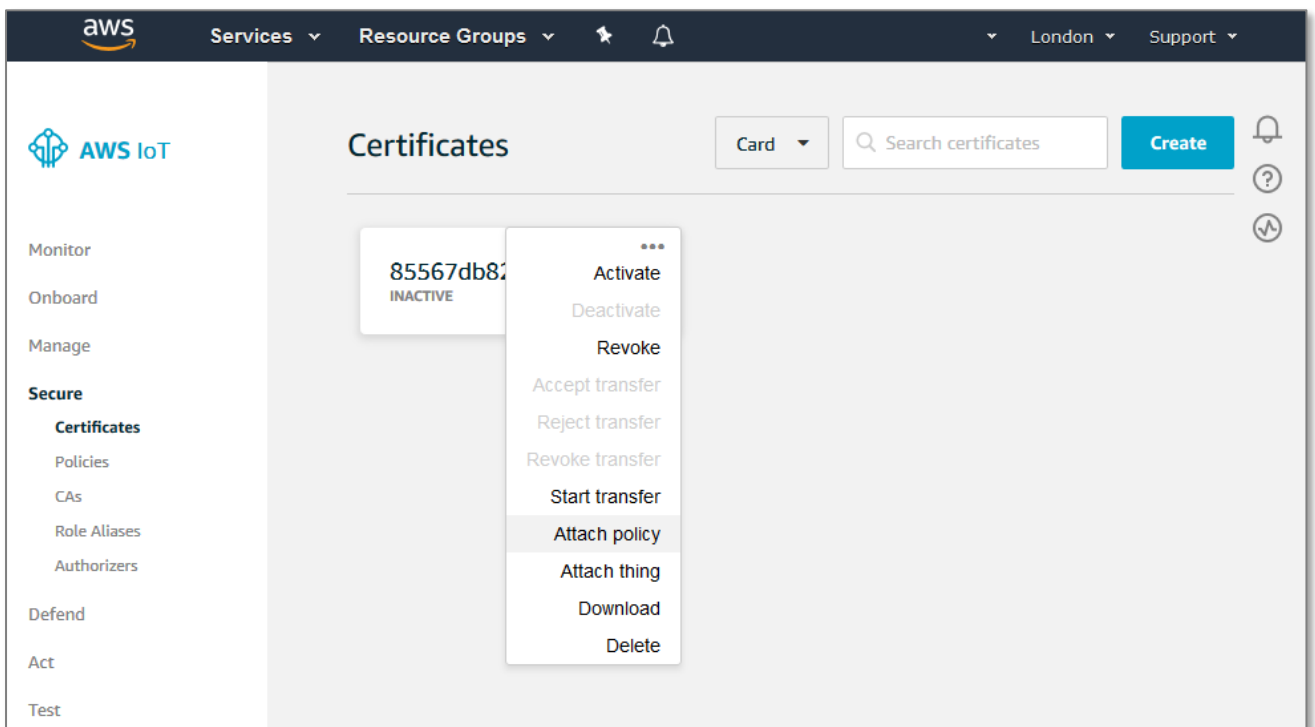 aws Services Resource Groups London Support
AWS IoT
Certificates Card Search certificates Create
Monitor
Onboard
Manage
Secure
Certificates
Policies
CAs
Role Aliases
Authorizers
Defend
Act
Test
85567db82
INACTIVE
Activate
Deactivate
Revoke
Accept transfer
Reject transfer
Revoke transfer
Start transfer
Attach policy
Attach thing
Download
Delete